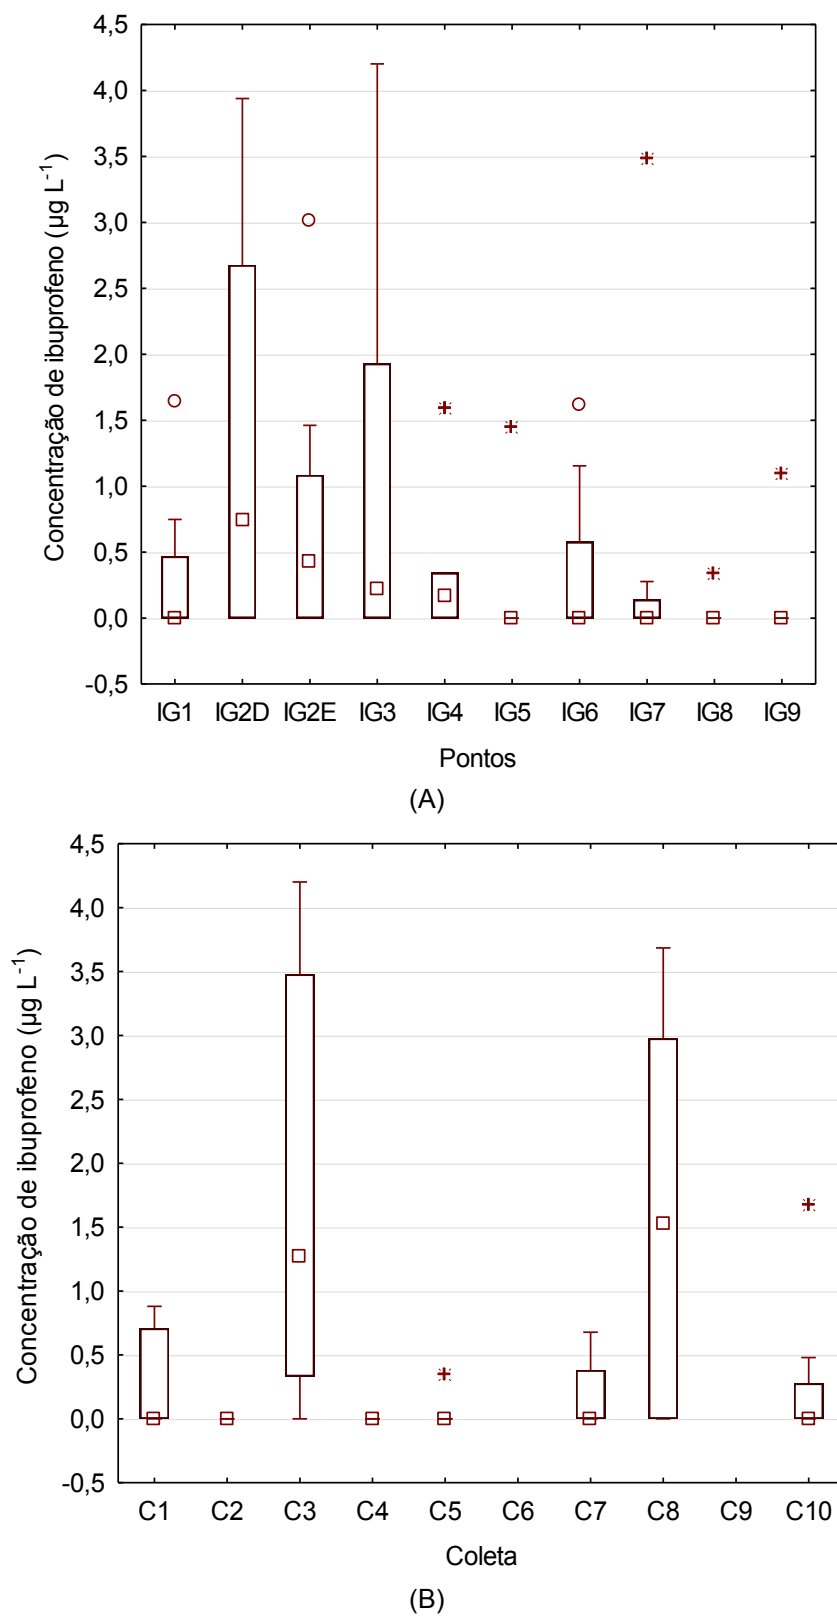 Concentração de ibuprofeno (µg L⁻¹)
4,5
4,0
3,5
3,0
2,5
2,0
1,5
1,0
0,5
0,0
-0,5
IG1 IG2D IG2E IG3 IG4 IG5 IG6 IG7 IG8 IG9
Pontos
(A)
Concentração de ibuprofeno (µg L⁻¹)
4,5
4,0
3,5
3,0
2,5
2,0
1,5
1,0
0,5
0,0
-0,5
C1 C2 C3 C4 C5 C6 C7 C8 C9 C10
Coleta
(B)